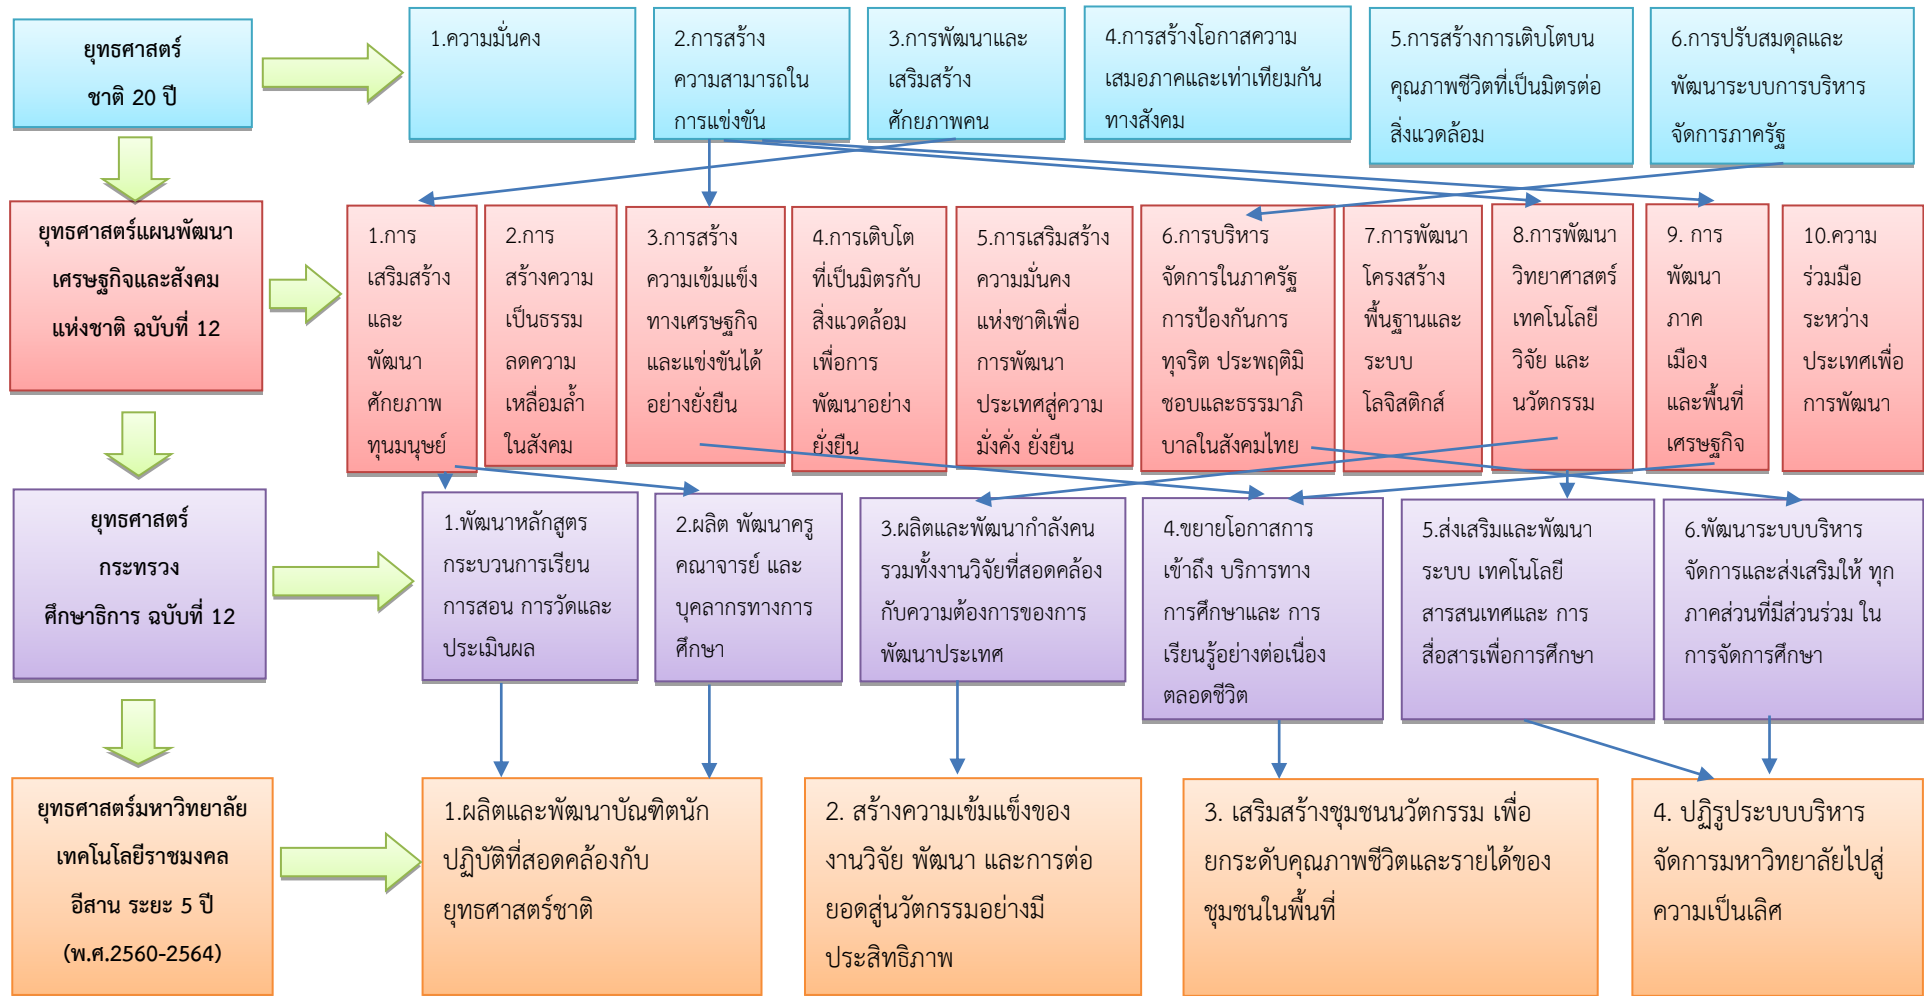 ยุทธศาสตร์
ชาติ 20 ปี
1.ความมั่นคง
2.การสร้าง
ความสามารถใน
การแข่งขัน
3.การพัฒนาและ
เสริมสร้าง
ศักยภาพคน
4.การสร้างโอกาสความ
เสมอภาคและเท่าเทียมกัน
ทางสังคม
5.การสร้างการเติบโตบน
คุณภาพชีวิตที่เป็นมิตรต่อ
สิ่งแวดล้อม
6.การปรับสมดุลและ
พัฒนาระบบการบริหาร
จัดการภาครัฐ
ยุทธศาสตร์แผนพัฒนา
เศรษฐกิจและสังคม
แห่งชาติ ฉบับที่ 12
1.การ
เสริมสร้าง
และ
พัฒนา
ศักยภาพ
ทุนมนุษย์
2.การ
สร้างความ
เป็นธรรม
ลดความ
เหลื่อมล้ำ
ในสังคม
3.การสร้าง
ความเข้มแข็ง
ทางเศรษฐกิจ
และแข่งขันได้
อย่างยั่งยืน
4.การเติบโต
ที่เป็นมิตรกับ
สิ่งแวดล้อม
เพื่อการ
พัฒนาอย่าง
ยั่งยืน
5.การเสริมสร้าง
ความมั่นคง
แห่งชาติเพื่อ
การพัฒนา
ประเทศสู่ความ
มั่งคั่ง ยั่งยืน
6.การบริหาร
จัดการในภาครัฐ
การป้องกันการ
ทุจริต ประพฤติมิ
ชอบและธรรมาภิ
บาลในสังคมไทย
7.การพัฒนา
โครงสร้าง
พื้นฐานและ
ระบบ
โลจิสติกส์
8.การพัฒนา
วิทยาศาสตร์
เทคโนโลยี
วิจัย และ
นวัตกรรม
9. การ
พัฒนา
ภาค
เมือง
และพื้นที่
เศรษฐกิจ
10.ความ
ร่วมมือ
ระหว่าง
ประเทศเพื่อ
การพัฒนา
ยุทธศาสตร์
กระทรวง
ศึกษาธิการ ฉบับที่ 12
1.พัฒนาหลักสูตร
กระบวนการเรียน
การสอน การวัดและ
ประเมินผล
2.ผลิต พัฒนาครู
คณาจารย์ และ
บุคลากรทางการ
ศึกษา
3.ผลิตและพัฒนากำลังคน
รวมทั้งงานวิจัยที่สอดคล้อง
กับความต้องการของการ
พัฒนาประเทศ
4.ขยายโอกาสการ
เข้าถึง บริการทาง
การศึกษาและ การ
เรียนรู้อย่างต่อเนื่อง
ตลอดชีวิต
5.ส่งเสริมและพัฒนา
ระบบ เทคโนโลยี
สารสนเทศและ การ
สื่อสารเพื่อการศึกษา
6.พัฒนาระบบบริหาร
จัดการและส่งเสริมให้ ทุก
ภาคส่วนที่มีส่วนร่วม ใน
การจัดการศึกษา
ยุทธศาสตร์มหาวิทยาลัย
เทคโนโลยีราชมงคล
อีสาน ระยะ 5 ปี
(พ.ศ.2560-2564)
1.ผลิตและพัฒนาบัณฑิตนัก
ปฏิบัติที่สอดคล้องกับ
ยุทธศาสตร์ชาติ
2. สร้างความเข้มแข็งของ
งานวิจัย พัฒนา และการต่อ
ยอดสู่นวัตกรรมอย่างมี
ประสิทธิภาพ
3. เสริมสร้างชุมชนนวัตกรรม เพื่อ
ยกระดับคุณภาพชีวิตและรายได้ของ
ชุมชนในพื้นที่
4. ปฏิรูประบบบริหาร
จัดการมหาวิทยาลัยไปสู่
ความเป็นเลิศ